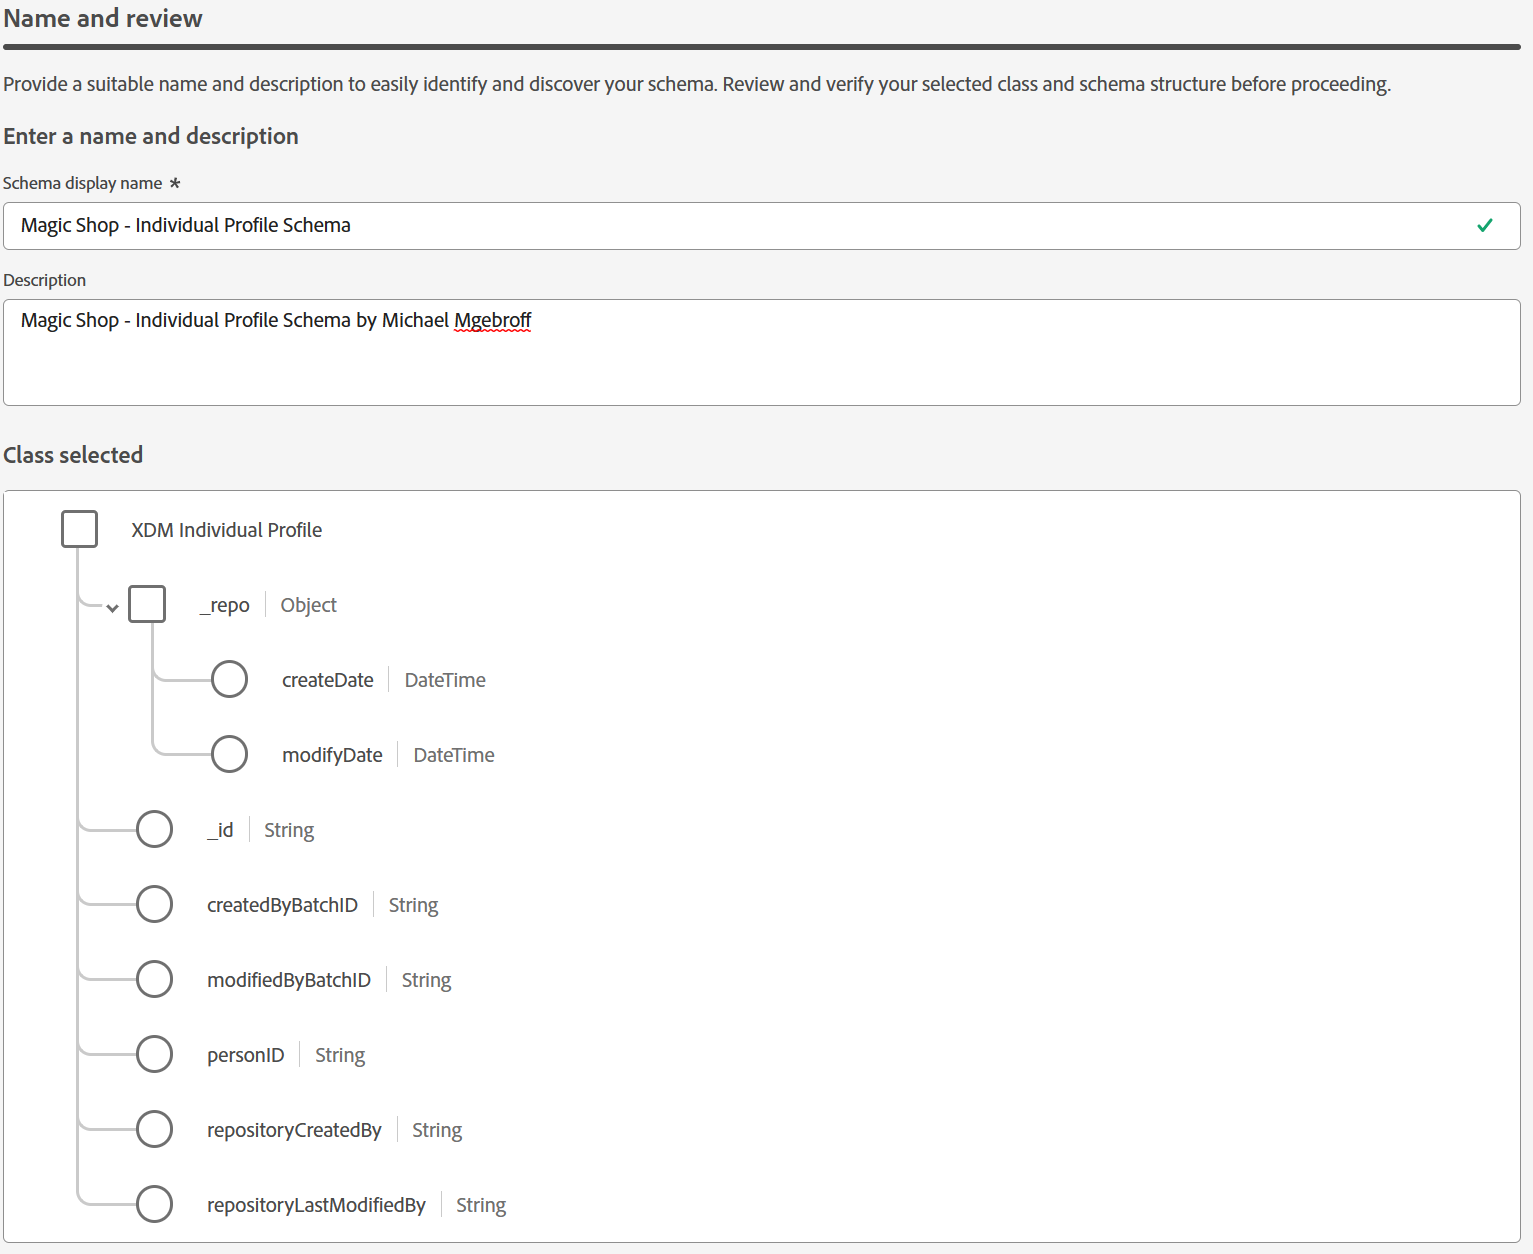 Name and review
Provide a suitable name and description to easily identify and discover your schema. Review and verify your selected class and schema structure before proceeding.
Enter a name and description
Schema display name *
Magic Shop - Individual Profile Schema
Description
Magic Shop - Individual Profile Schema by Michael Mgebroff
Class selected
XDM Individual Profile
_repo Object
createDate DateTime
modifyDate DateTime
_id String
createdByBatchID String
modifiedByBatchID String
personID String
repositoryCreatedBy String
repositoryLastModifiedBy String